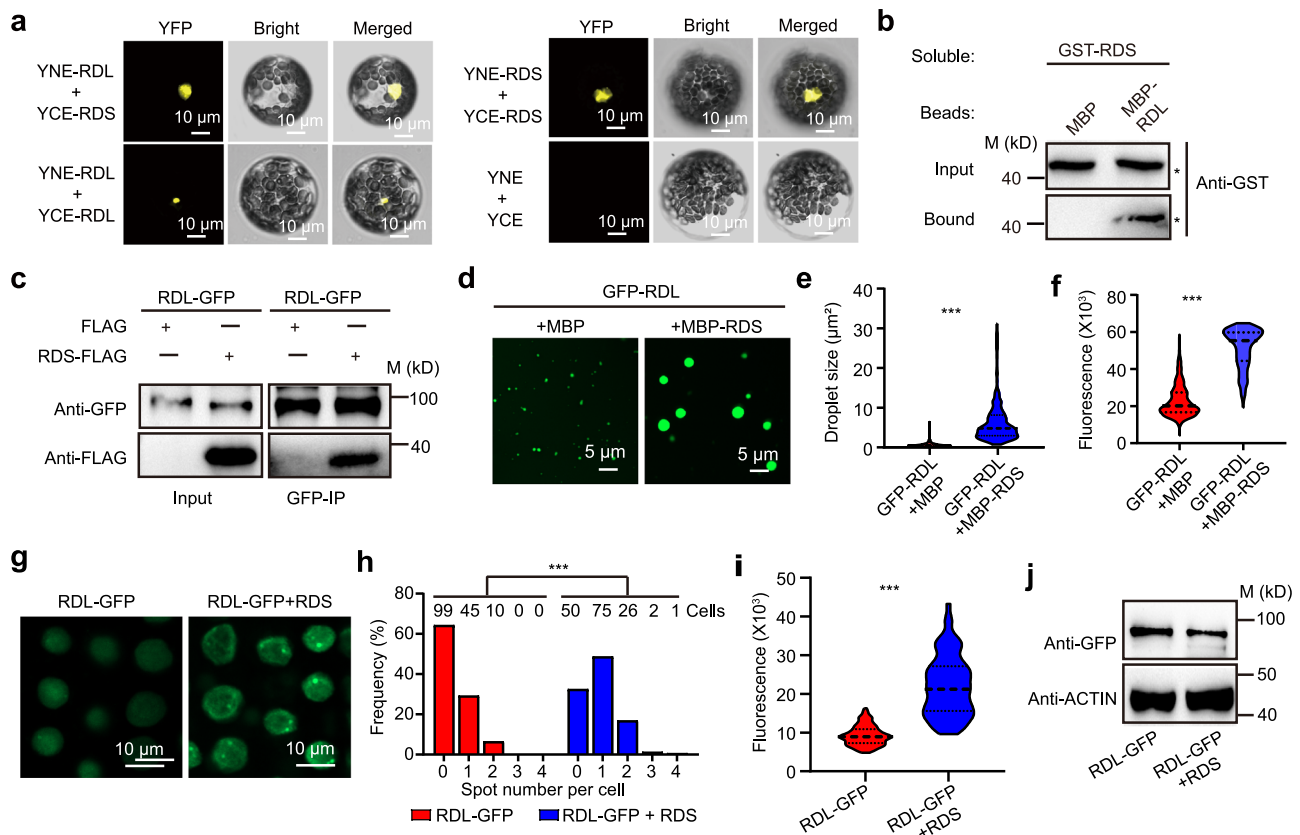 a
YFP Bright Merged
YNE-RDL
+
YCE-RDS
10 µm 10 µm 10 µm
YNE-RDL
+
YCE-RDL
10 µm 10 µm 10 µm
YFP Bright Merged
YNE-RDS
+
YCE-RDS
10 µm 10 µm 10 µm
YNE
+
YCE
10 µm 10 µm 10 µm
b
Soluble: GST-RDS
Beads: MBP MBP-RDL
M (kD)
Input 40 *
Bound 40 *
Anti-GST
c
RDL-GFP RDL-GFP
FLAG + — + —
RDS-FLAG — + — +
M (kD)
Anti-GFP 100
Anti-FLAG 40
Input GFP-IP
d
GFP-RDL
+MBP +MBP-RDS
5 µm 5 µm
e
Droplet size (µm²)
40
30
20
10
0
***
GFP-RDL +MBP
GFP-RDL +MBP-RDS
f
Fluorescence (X10³)
60
40
20
0
***
GFP-RDL +MBP
GFP-RDL +MBP-RDS
g
RDL-GFP RDL-GFP+RDS
10 µm 10 µm
h
***
99 45 10 0 0 50 75 26 2 1 Cells
Frequency (%)
80
60
40
20
0
0 1 2 3 4 0 1 2 3 4
Spot number per cell
RDL-GFP RDL-GFP + RDS
i
Fluorescence (X10³)
50
40
30
20
10
0
***
RDL-GFP
RDL-GFP +RDS
j
M (kD)
Anti-GFP 100
50
Anti-ACTIN
40
RDL-GFP
RDL-GFP +RDS